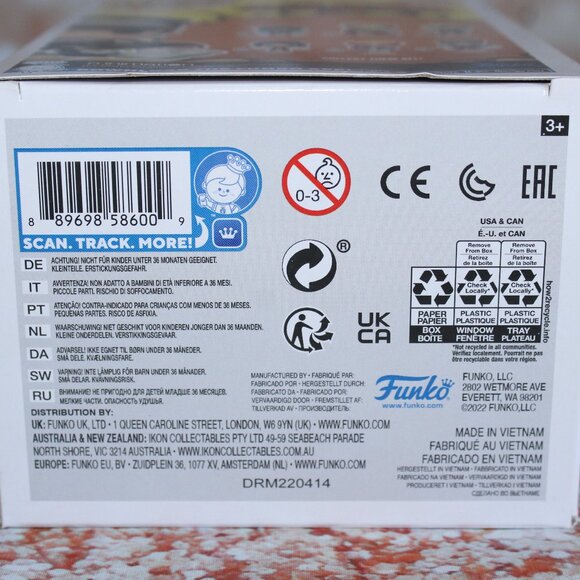 3+
0-3
8 89698 58600 9
SCAN. TRACK. MORE!
CE
EAC
USA & CAN
É.-U. et CAN
Remove From Box
Retirez de la boîte
Remove From Box
Retirez de la boîte
Check Locally*
Check Locally*
PAPER
PAPIER
BOX
BOÎTE
PLASTIC
PLASTIQUE
WINDOW
FENÊTRE
PLASTIC
PLASTIQUE
TRAY
PLATEAU
*Not recycled in all communities.
Vérifiez localement. Pourrait ne pas
être recyclable dans votre région.
how2recycle.info
®
UK
CA
DE ACHTUNG! NICHT FÜR KINDER UNTER 36 MONATEN GEEIGNET.
KLEINTEILE. ERSTICKUNGSGEFAHR.
IT AVVERTENZA! NON ADATTO A BAMBINI DI ETÀ INFERIORE A 36 MESI.
PICCOLE PARTI. RISCHIO DI SOFFOCAMENTO.
PT ATENÇÃO! CONTRA-INDICADO PARA CRIANÇAS COM MENOS DE 36 MESES.
PEQUENAS PARTES. RISCO DE ASFIXIA.
NL WAARSCHUWING! NIET GESCHIKT VOOR KINDEREN JONGER DAN 36 MAANDEN.
KLEINE ONDERDELEN. VERSTIKKINGSGEVAAR.
DA ADVARSEL! IKKE EGNET TIL BØRN UNDER 36 MÅNEDER.
SMÅ DELE. KVÆLNINGSFARE.
SW VARNING! INTE LÄMPLIG FÖR BARN UNDER 36 MÅNADER.
SMÅ DELAR. KVÄVNINGSRISK.
RU ВНИМАНИЕ! НЕ ПРИГОДНО ДЛЯ ДЕТЕЙ МЛАДШЕ 36 МЕСЯЦЕВ.
МЕЛКИЕ ЧАСТИ. ОПАСНОСТЬ УДУШЬЯ.
MANUFACTURED BY · FABRIQUÉ PAR:
FABRICADO POR · HERGESTELLT DURCH:
FABRICADO POR · FREMSTILLET AF:
VERVAARDIGD DOOR · FABBRICATO DA:
TILLVERKAD AV · ПРОИЗВОДИТЕЛЬ:
Funko
www.funko.com
FUNKO, LLC
2802 WETMORE AVE
EVERETT, WA 98201
©2022 FUNKO, LLC
DISTRIBUTION BY:
UK: FUNKO UK, LTD • 1 QUEEN CAROLINE STREET, LONDON, W6 9YN (UK) • WWW.FUNKO.COM
AUSTRALIA & NEW ZEALAND: IKON COLLECTABLES PTY LTD 49-59 SEABEACH PARADE
NORTH SHORE, VIC 3214 AUSTRALIA • WWW.IKONCOLLECTABLES.COM
EUROPE: FUNKO EU, BV • ZUIDPLEIN 36, 1077 XV, AMSTERDAM (NL) • WWW.FUNKO.COM
MADE IN VIETNAM
FABRIQUÉ AU VIETNAM
FABRICADO EN VIETNAM
HERGESTELLT IN VIETNAM · FABBRICATO IN VIETNAM
FABRICADO NA VIETNAM · VERVAARDIGD IN VIETNAM
PRODUCERET I VIETNAM · TILLVERKAD I VIETNAM
СДЕЛАНО ВО ВЬЕТНАМЕ
DRM220414